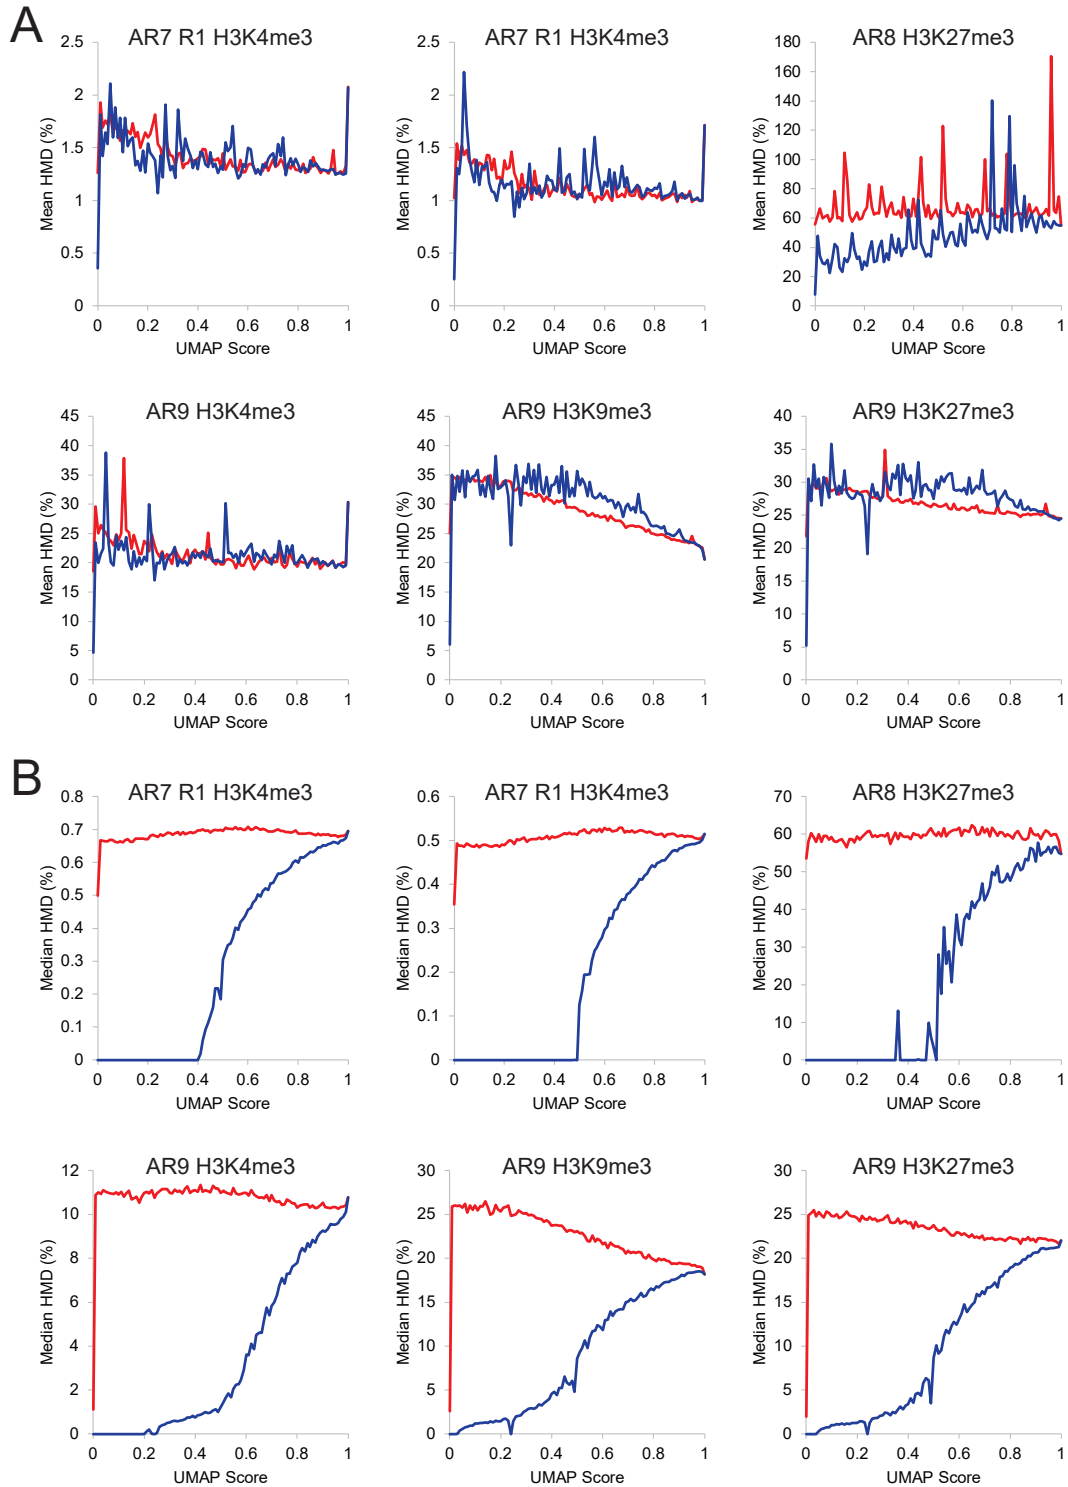 A
AR7 R1 H3K4me3
2.5
2
1.5
1
0.5
0
Mean HMD (%)
0 0.2 0.4 0.6 0.8 1
UMAP Score
AR7 R1 H3K4me3
2.5
2
1.5
1
0.5
0
Mean HMD (%)
0 0.2 0.4 0.6 0.8 1
UMAP Score
AR8 H3K27me3
180
160
140
120
100
80
60
40
20
0
Mean HMD (%)
0 0.2 0.4 0.6 0.8 1
UMAP Score
AR9 H3K4me3
45
40
35
30
25
20
15
10
5
0
Mean HMD (%)
0 0.2 0.4 0.6 0.8 1
UMAP Score
AR9 H3K9me3
45
40
35
30
25
20
15
10
5
0
Mean HMD (%)
0 0.2 0.4 0.6 0.8 1
UMAP Score
AR9 H3K27me3
40
35
30
25
20
15
10
5
0
Mean HMD (%)
0 0.2 0.4 0.6 0.8 1
UMAP Score
B
AR7 R1 H3K4me3
0.8
0.7
0.6
0.5
0.4
0.3
0.2
0.1
0
Median HMD (%)
0 0.2 0.4 0.6 0.8 1
UMAP Score
AR7 R1 H3K4me3
0.6
0.5
0.4
0.3
0.2
0.1
0
Median HMD (%)
0 0.2 0.4 0.6 0.8 1
UMAP Score
AR8 H3K27me3
70
60
50
40
30
20
10
0
Median HMD (%)
0 0.2 0.4 0.6 0.8 1
UMAP Score
AR9 H3K4me3
12
10
8
6
4
2
0
Median HMD (%)
0 0.2 0.4 0.6 0.8 1
UMAP Score
AR9 H3K9me3
30
25
20
15
10
5
0
Median HMD (%)
0 0.2 0.4 0.6 0.8 1
UMAP Score
AR9 H3K27me3
30
25
20
15
10
5
0
Median HMD (%)
0 0.2 0.4 0.6 0.8 1
UMAP Score